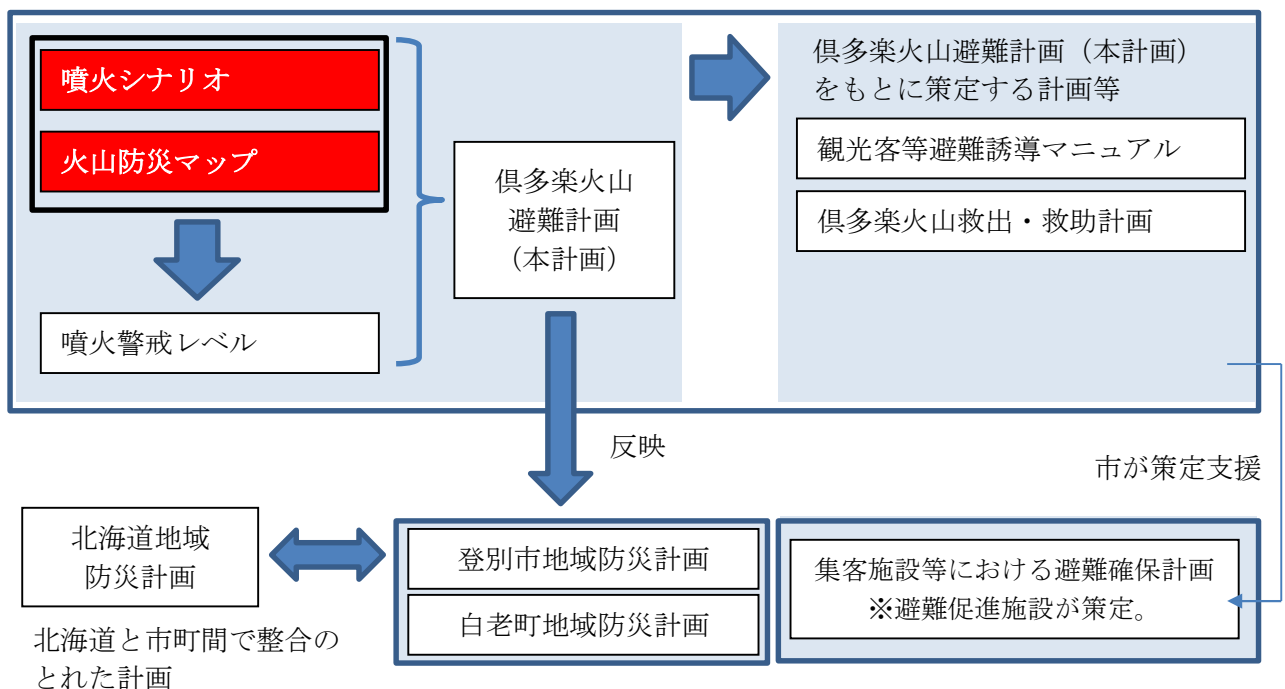 噴火シナリオ
火山防災マップ
噴火警戒レベル
倶多楽火山
避難計画
（本計画）
倶多楽火山避難計画（本計画）
をもとに策定する計画等
観光客等避難誘導マニュアル
倶多楽火山救出・救助計画
反映
市が策定支援
北海道地域
防災計画
北海道と市町間で整合の
とれた計画
登別市地域防災計画
白老町地域防災計画
集客施設等における避難確保計画
※避難促進施設が策定。